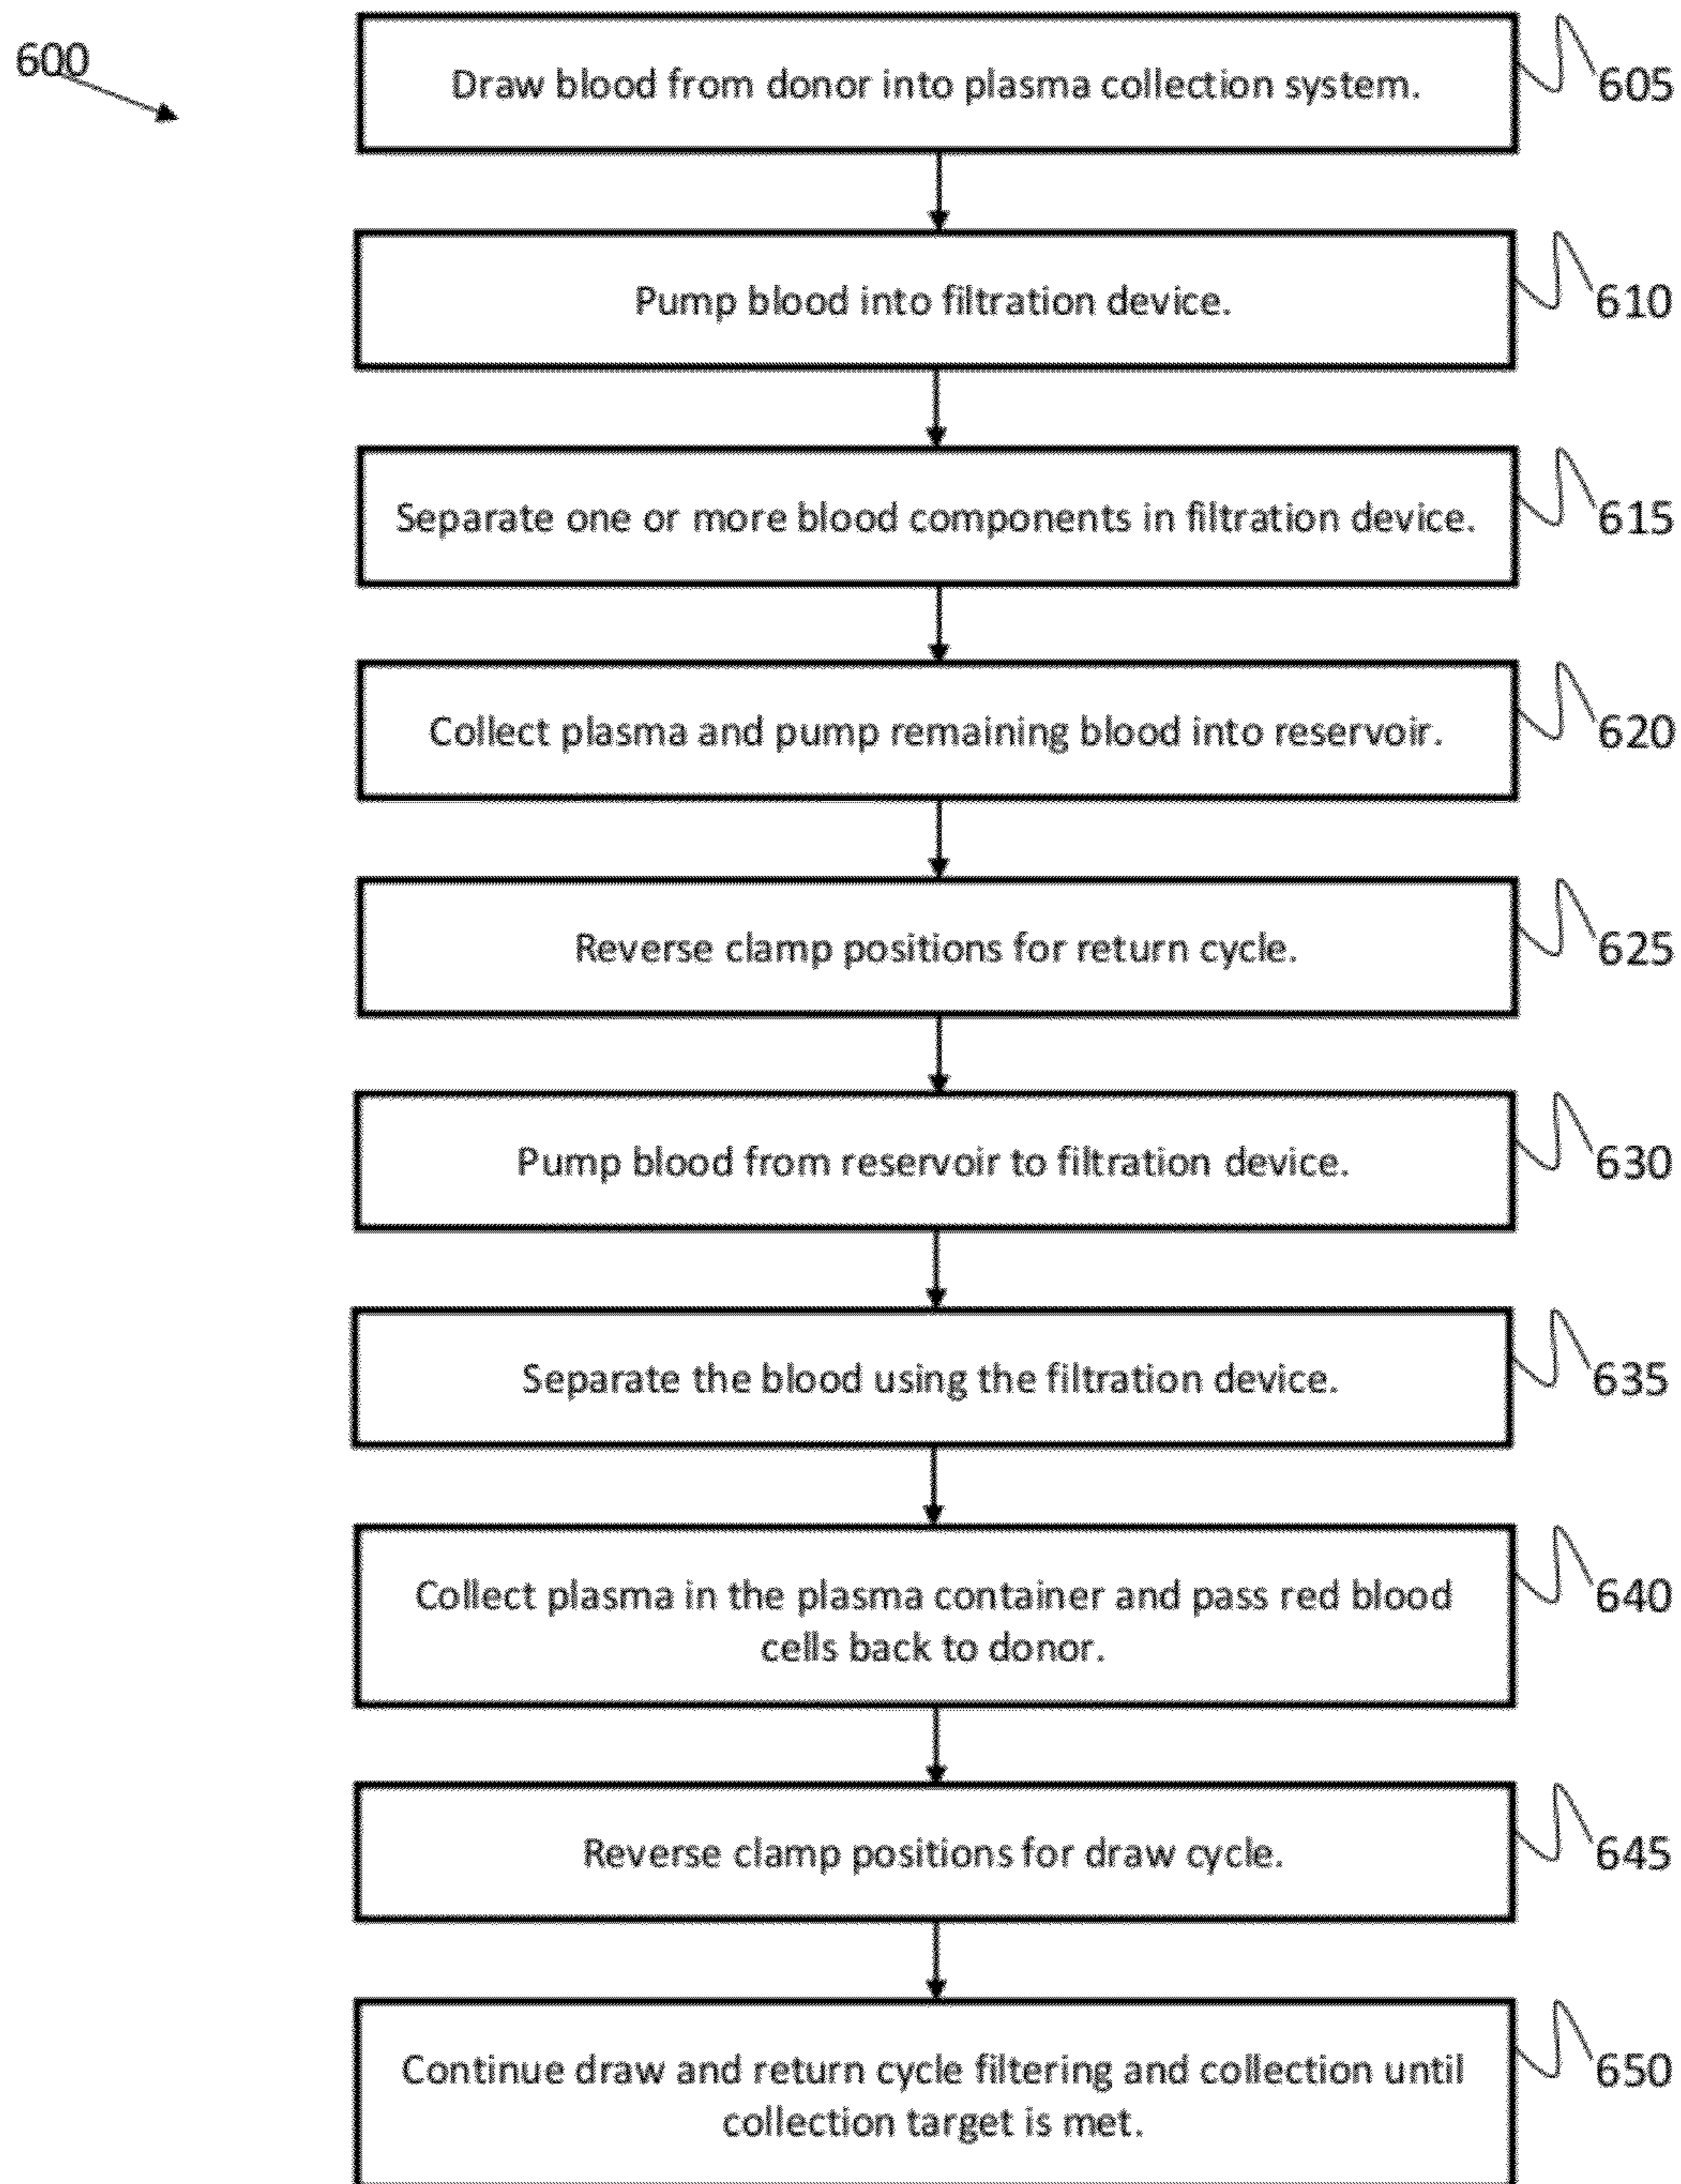 600
Draw blood from donor into plasma collection system.
605
Pump blood into filtration device.
610
Separate one or more blood components in filtration device.
615
Collect plasma and pump remaining blood into reservoir.
620
Reverse clamp positions for return cycle.
625
Pump blood from reservoir to filtration device.
630
Separate the blood using the filtration device.
635
Collect plasma in the plasma container and pass red blood
cells back to donor.
640
Reverse clamp positions for draw cycle.
645
Continue draw and return cycle filtering and collection until
collection target is met.
650